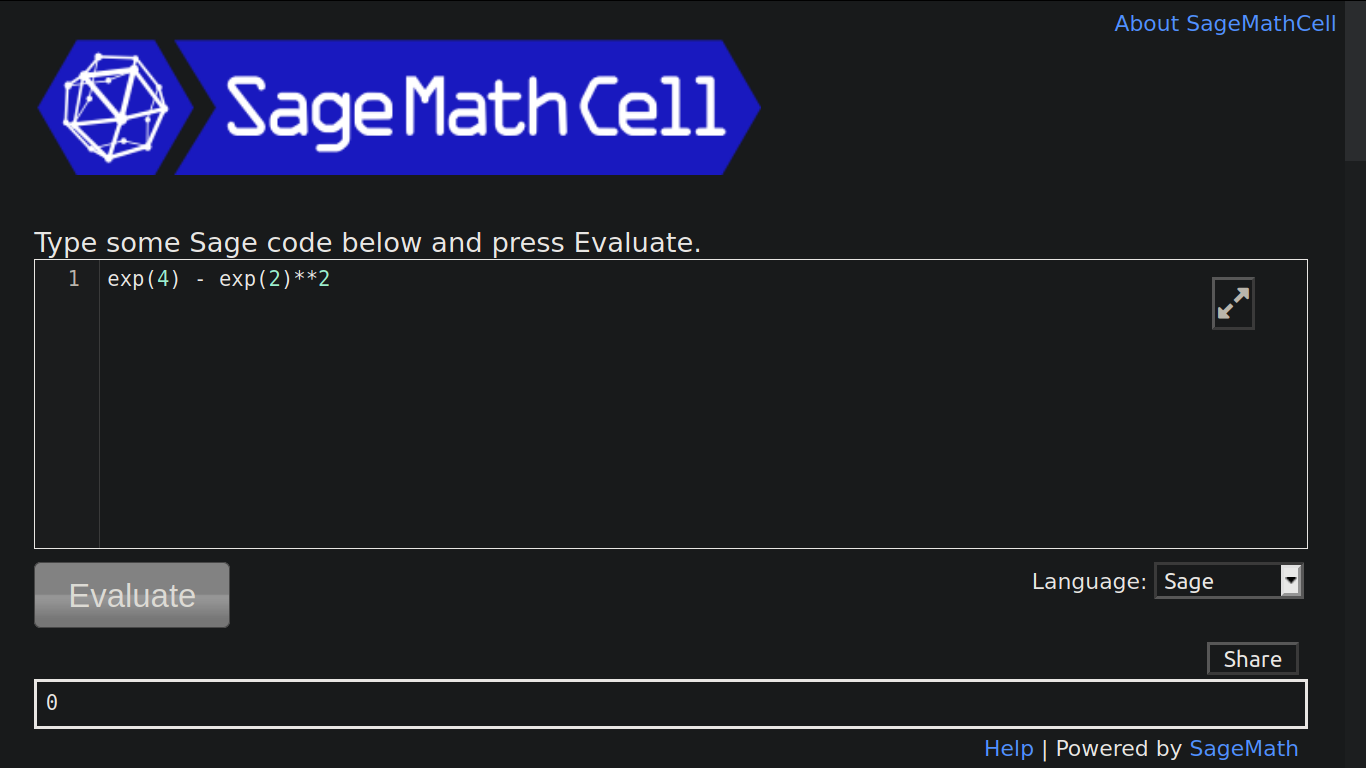 About SageMathCell
SageMathCell
Type some Sage code below and press Evaluate.
1 exp(4) - exp(2)**2
Evaluate
Language: Sage
Share
0
Help | Powered by SageMath